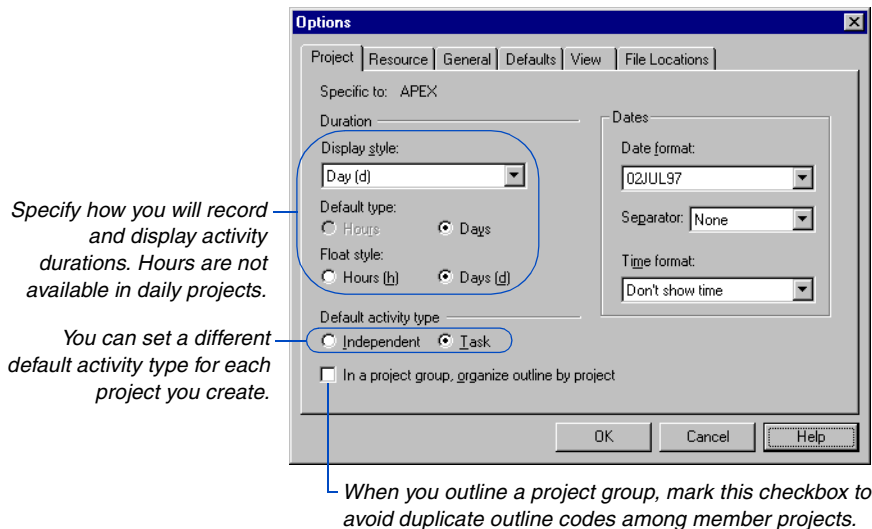 Options
Project Resource General Defaults View File Locations
Specific to: APEX
Duration
Display style:
Day (d)
Default type:
Hours Days
Float style:
Hours (h) Days (d)
Default activity type
Independent Task
In a project group, organize outline by project
Dates
Date format:
02JUL97
Separator: None
Time format:
Don't show time
OK Cancel Help
Specify how you will record
and display activity
durations. Hours are not
available in daily projects.
You can set a different
default activity type for each
project you create.
When you outline a project group, mark this checkbox to
avoid duplicate outline codes among member projects.